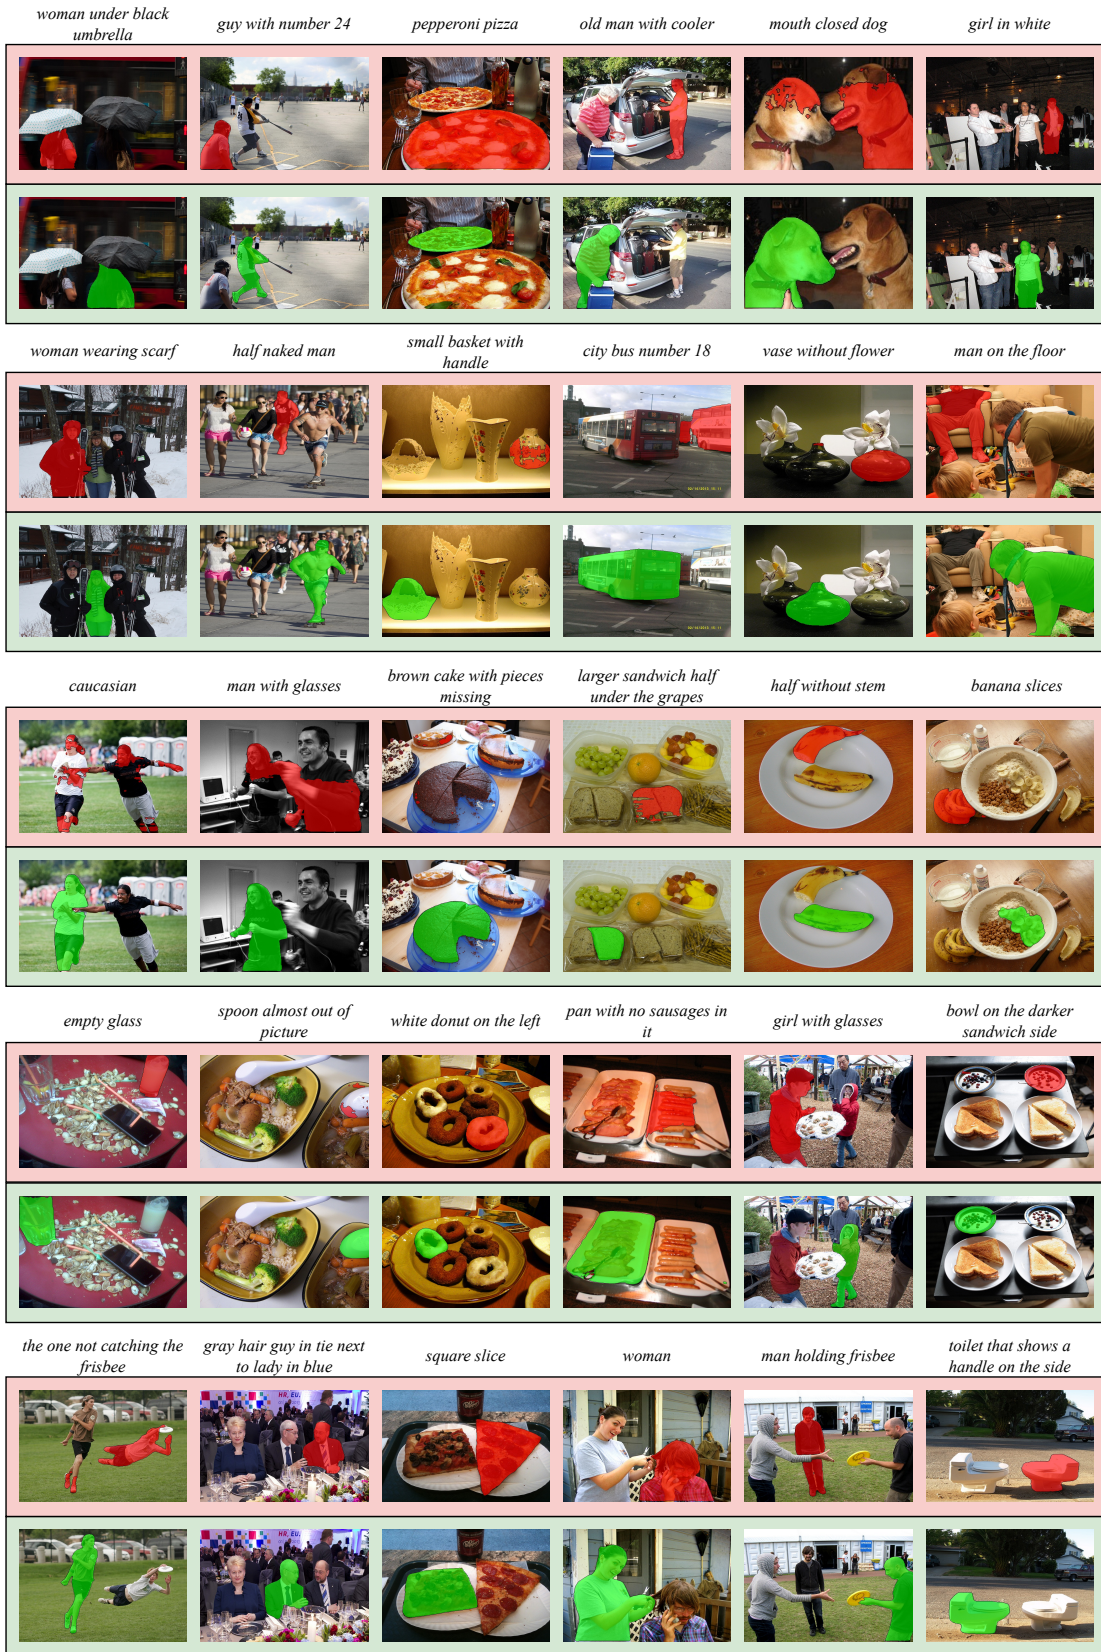 woman under black
umbrella
guy with number 24
pepperoni pizza
old man with cooler
mouth closed dog
girl in white
woman wearing scarf
half naked man
small basket with
handle
city bus number 18
vase without flower
man on the floor
caucasian
man with glasses
brown cake with pieces
missing
larger sandwich half
under the grapes
half without stem
banana slices
empty glass
spoon almost out of
picture
white donut on the left
pan with no sausages in
it
girl with glasses
bowl on the darker
sandwich side
the one not catching the
frisbee
gray hair guy in tie next
to lady in blue
HR, Eu.
HR, Eu.
square slice
woman
man holding frisbee
toilet that shows a
handle on the side